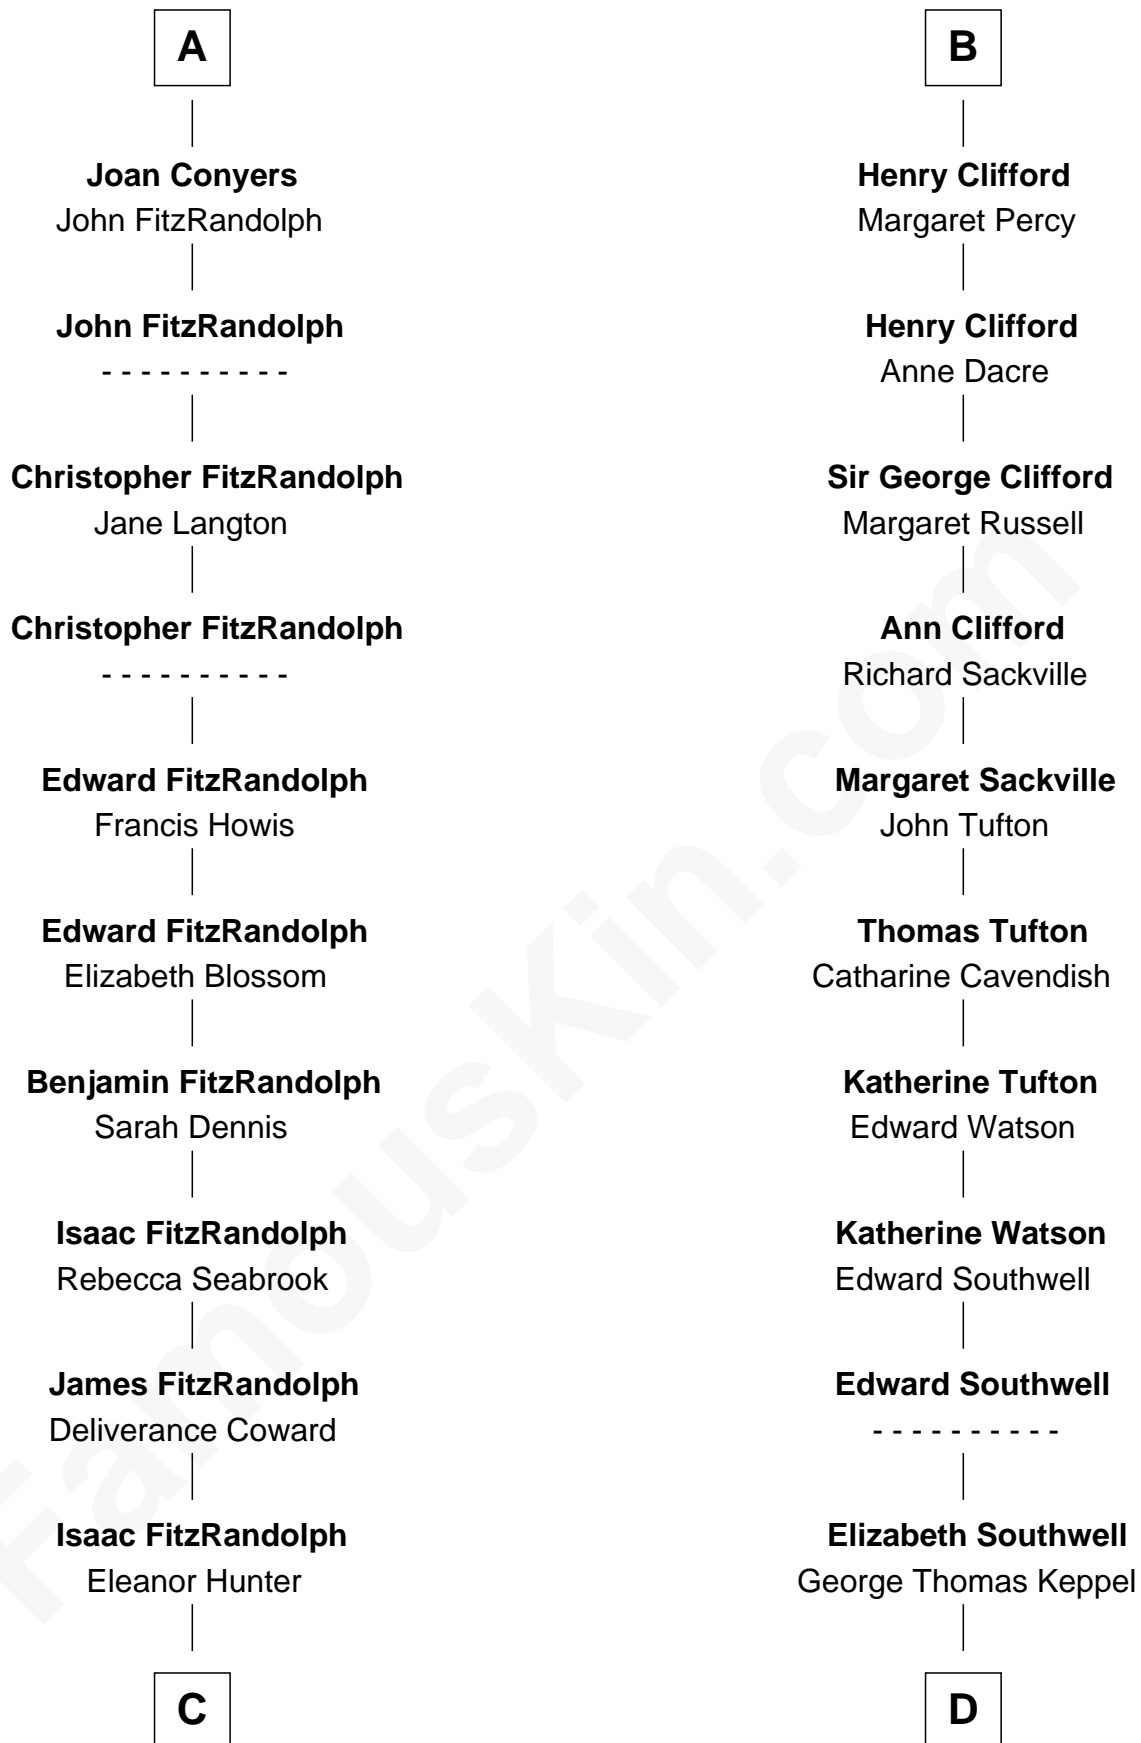 A
Joan Conyers
John FitzRandolph
John FitzRandolph
- - - - - - - - - -
Christopher FitzRandolph
Jane Langton
Christopher FitzRandolph
- - - - - - - - - -
Edward FitzRandolph
Francis Howis
Edward FitzRandolph
Elizabeth Blossom
Benjamin FitzRandolph
Sarah Dennis
Isaac FitzRandolph
Rebecca Seabrook
James FitzRandolph
Deliverance Coward
Isaac FitzRandolph
Eleanor Hunter
C
B
Henry Clifford
Margaret Percy
Henry Clifford
Anne Dacre
Sir George Clifford
Margaret Russell
Ann Clifford
Richard Sackville
Margaret Sackville
John Tufton
Thomas Tufton
Catharine Cavendish
Katherine Tufton
Edward Watson
Katherine Watson
Edward Southwell
Edward Southwell
- - - - - - - - - -
Elizabeth Southwell
George Thomas Keppel
D
FamousKin.com